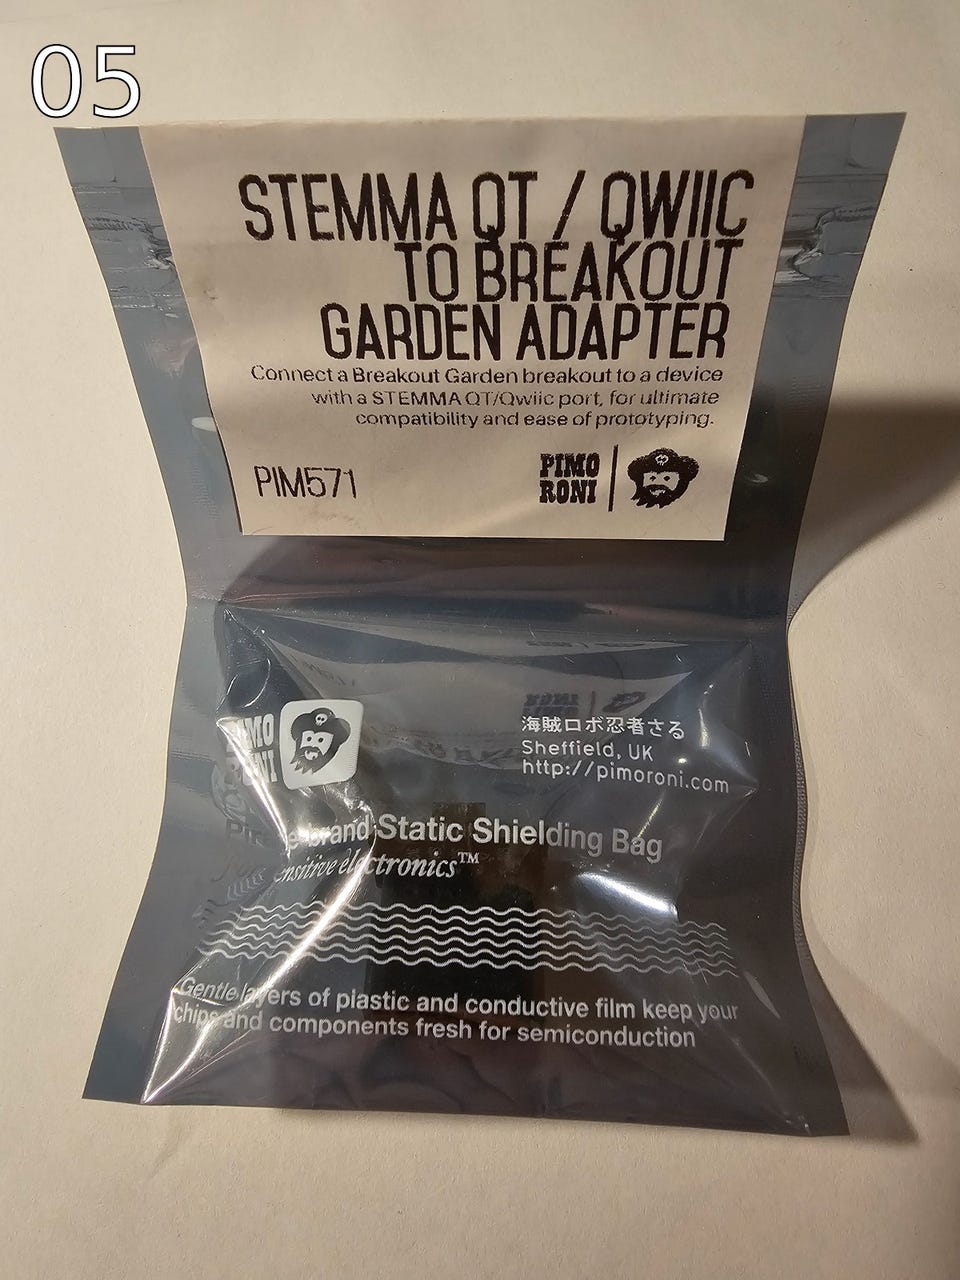 05
STEMMA QT / QWIIC
TO BREAKOUT
GARDEN ADAPTER
Connect a Breakout Garden breakout to a device
with a STEMMA QT/Qwiic port, for ultimate
compatibility and ease of prototyping.
PIM571
PIMO
RONI
海賊ロボ忍者さる
Sheffield, UK
http://pimoroni.com
Static Shielding Bag
electronics™
Gentle layers of plastic and conductive film keep your
chips and components fresh for semiconduction